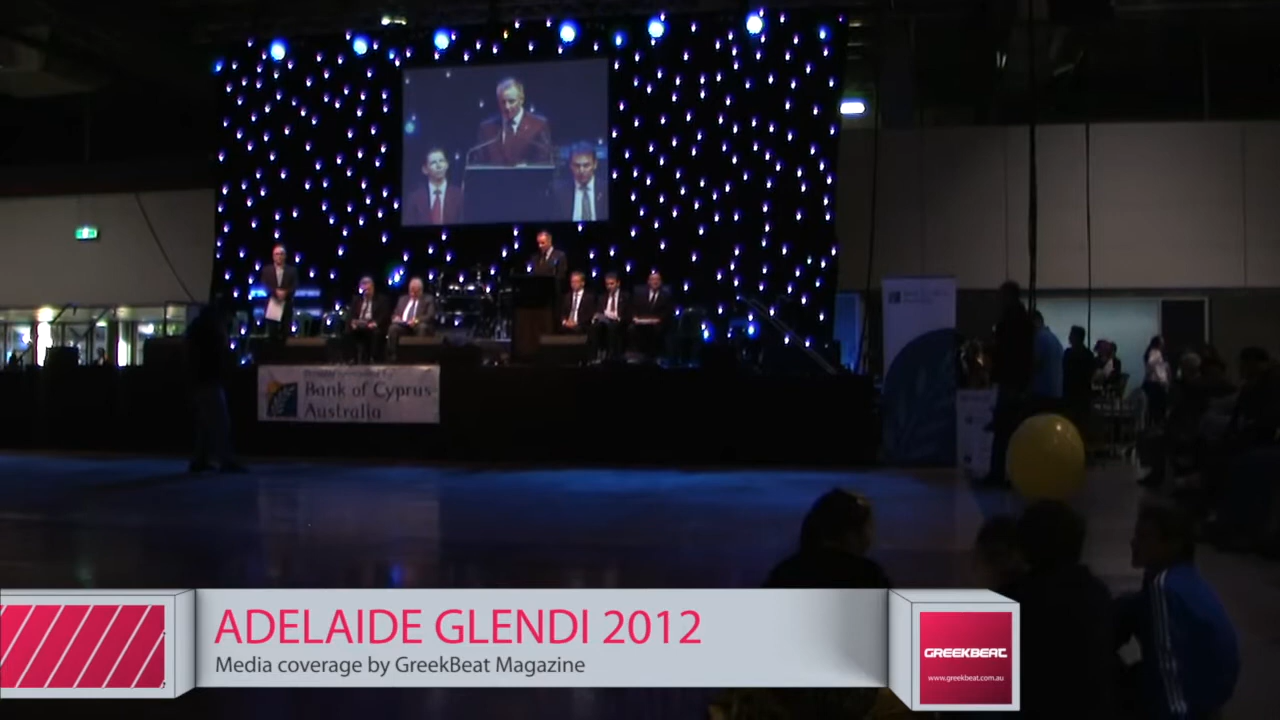 Bank of Cyprus
Australia
ADELAIDE GLENDI 2012
Media coverage by GreekBeat Magazine
GREEKBEAT
www.greekbeat.com.au